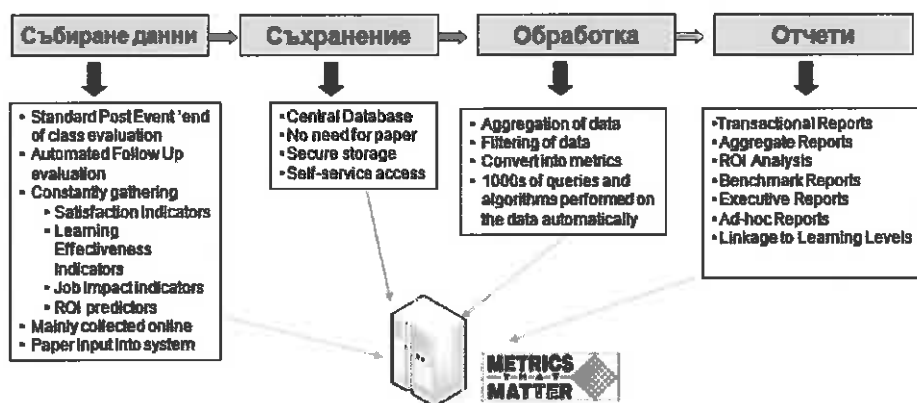 Събиране данни
Съхранение
Обработка
Отчети
• Standard Post Event 'end
of class evaluation
• Automated Follow Up
evaluation
• Constantly gathering
• Satisfaction Indicators
• Learning
Effectiveness
Indicators
• Job Impact indicators
• ROI predictors
• Mainly collected online
• Paper input into system
•Central Database
•No need for paper
•Secure storage
•Self-service access
• Aggregation of data
• Filtering of data
• Convert into metrics
• 1000s of queries and
algorithms performed on
the data automatically
•Transactional Reports
•Aggregate Reports
•ROI Analysis
•Benchmark Reports
•Executive Reports
•Ad-hoc Reports
•Linkage to Learning Levels
METRICS
THAT
MATTER